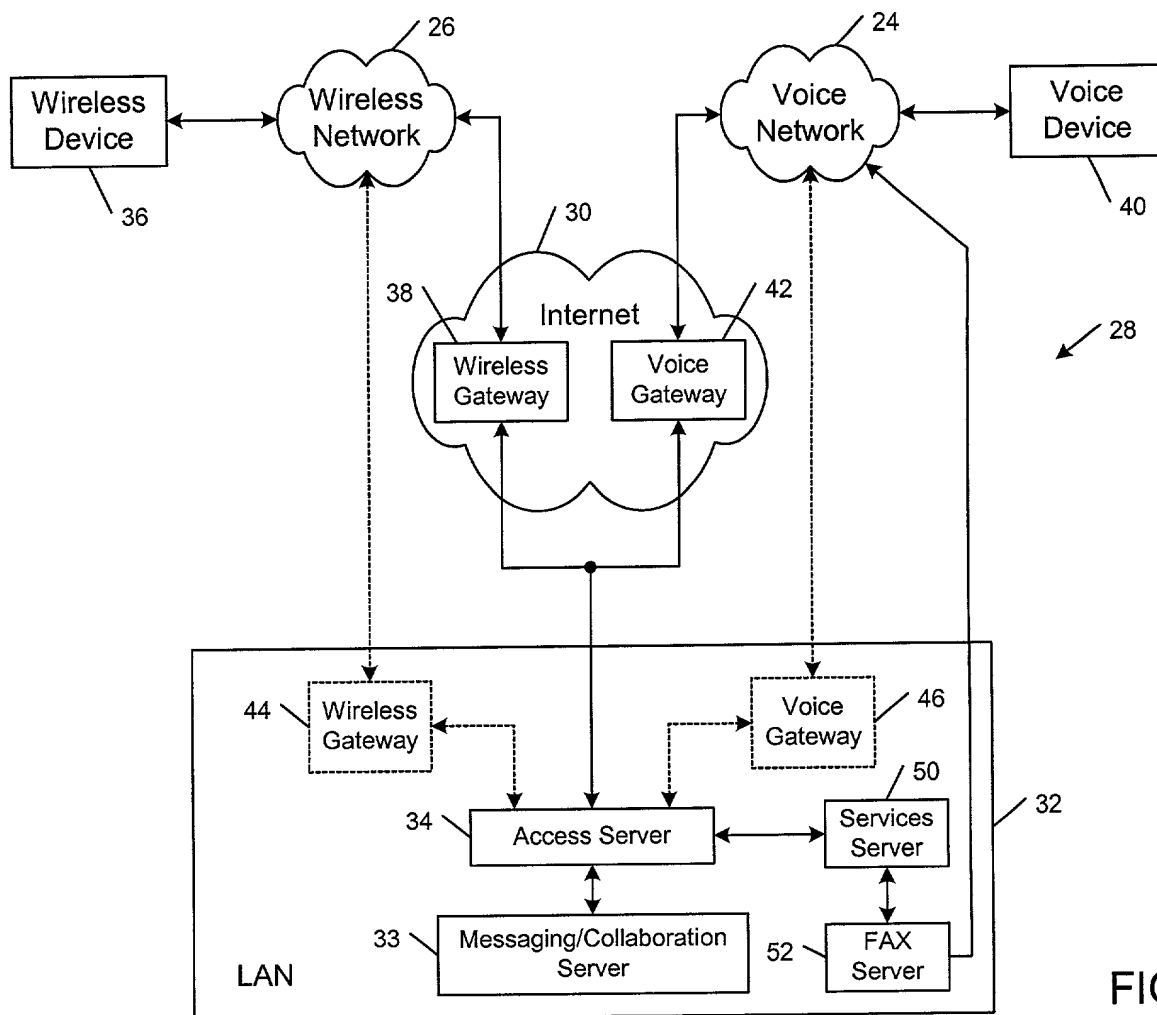 26
24
Wireless
Device
Wireless
Network
Voice
Network
Voice
Device
36
40
30
38
Internet
42
28
Wireless
Gateway
Voice
Gateway
44
Wireless
Gateway
Voice
Gateway
46
50
32
34
Access Server
Services
Server
33
Messaging/Collaboration
Server
52
FAX
Server
LAN
FIG